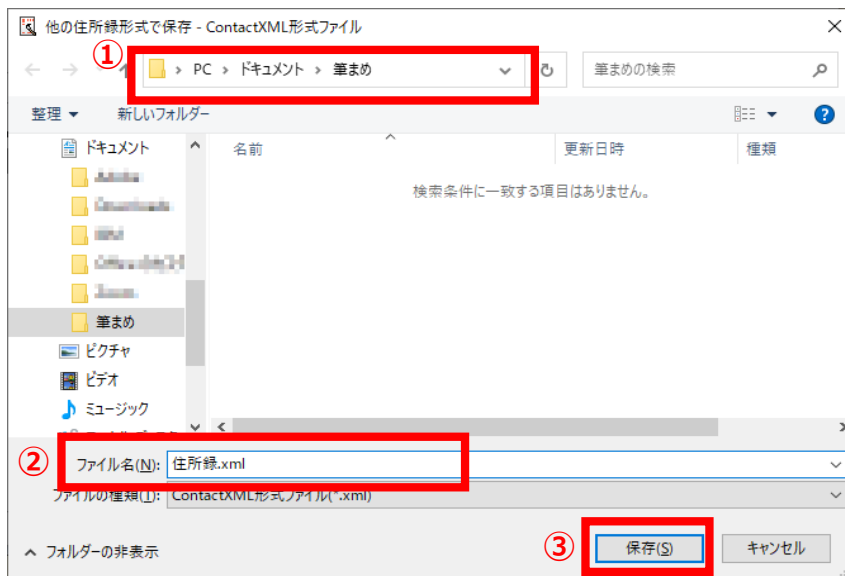 他の住所録形式で保存 - ContactXML形式ファイル
①
PC › ドキュメント › 筆まめ
筆まめの検索
整理
新しいフォルダー
ドキュメント
名前
更新日時
種類
検索条件に一致する項目はありません。
筆まめ
ピクチャ
ビデオ
ミュージック
②
ファイル名(N): 住所録.xml
ファイルの種類(T): ContactXML形式ファイル(*.xml)
③
フォルダーの非表示
保存(S)
キャンセル